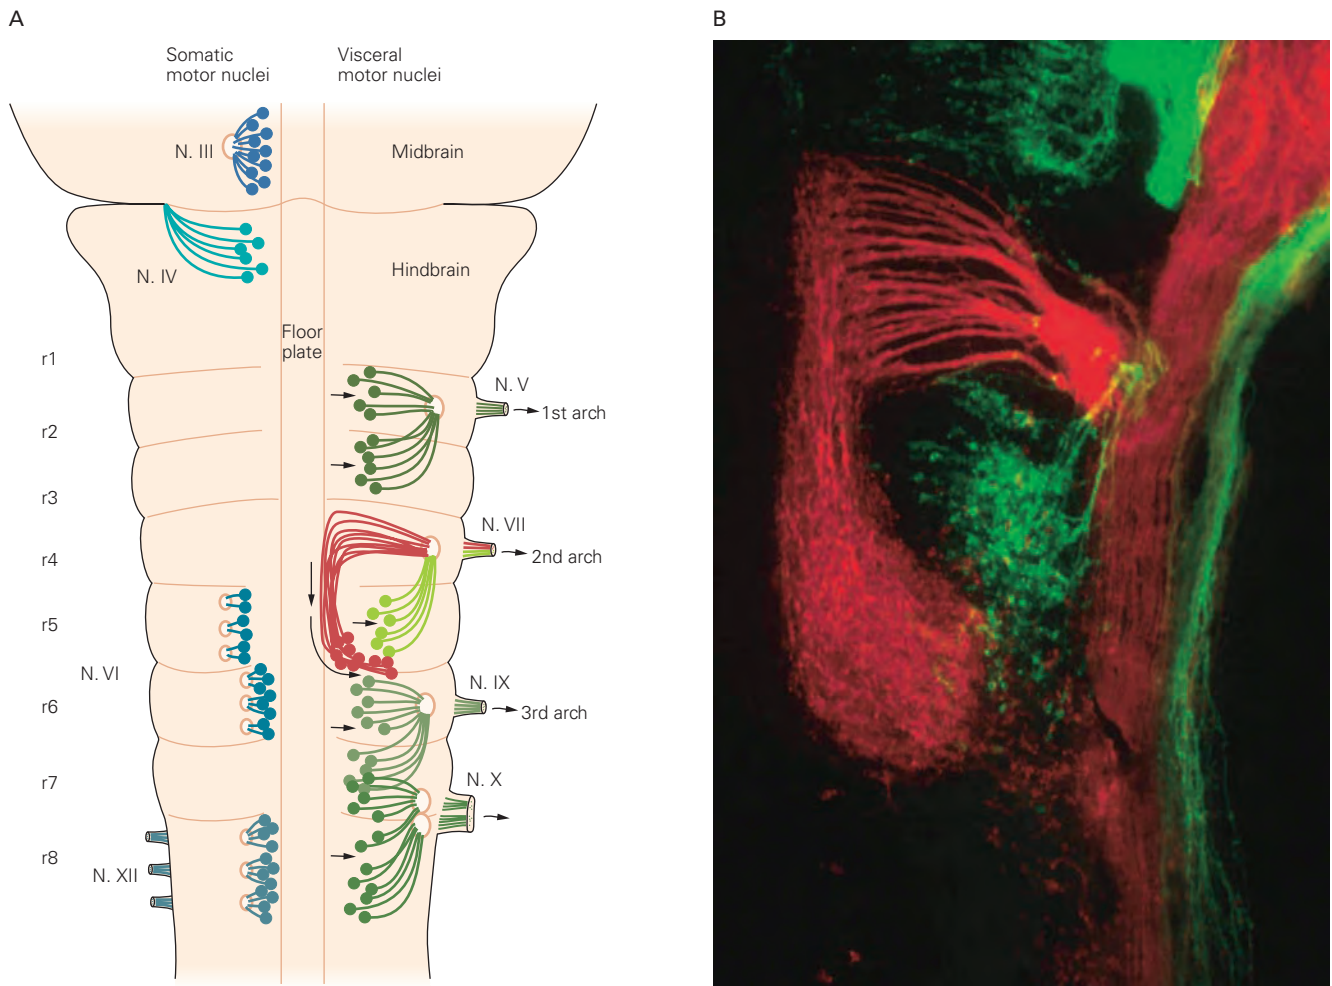 A
B
Somatic
motor nuclei
Visceral
motor nuclei
N. III
Midbrain
N. IV
Hindbrain
Floor
plate
r1
N. V
1st arch
r2
r3
N. VII
r4
2nd arch
r5
N. VI
N. IX
r6
3rd arch
r7
N. X
r8
N. XII